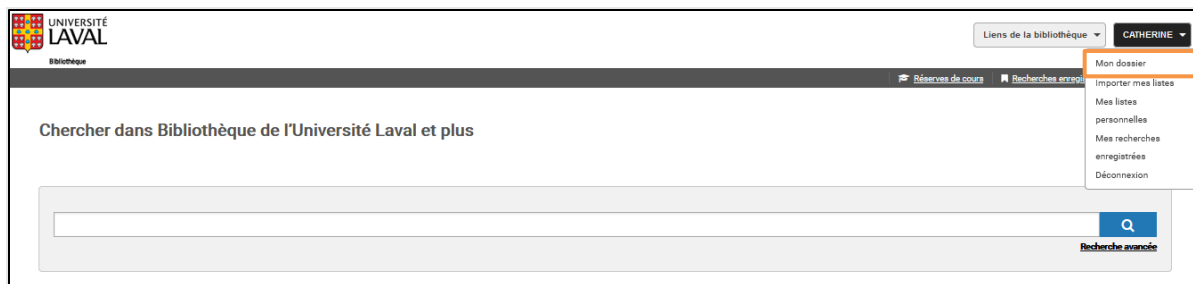 UNIVERSITÉ
LAVAL
Bibliothèque
Liens de la bibliothèque
CATHERINE
Mon dossier
Importer mes listes
Mes listes
personnelles
Mes recherches
enregistrées
Déconnexion
Réserves de cours
Recherches
Chercher dans Bibliothèque de l'Université Laval et plus
Recherche avancée